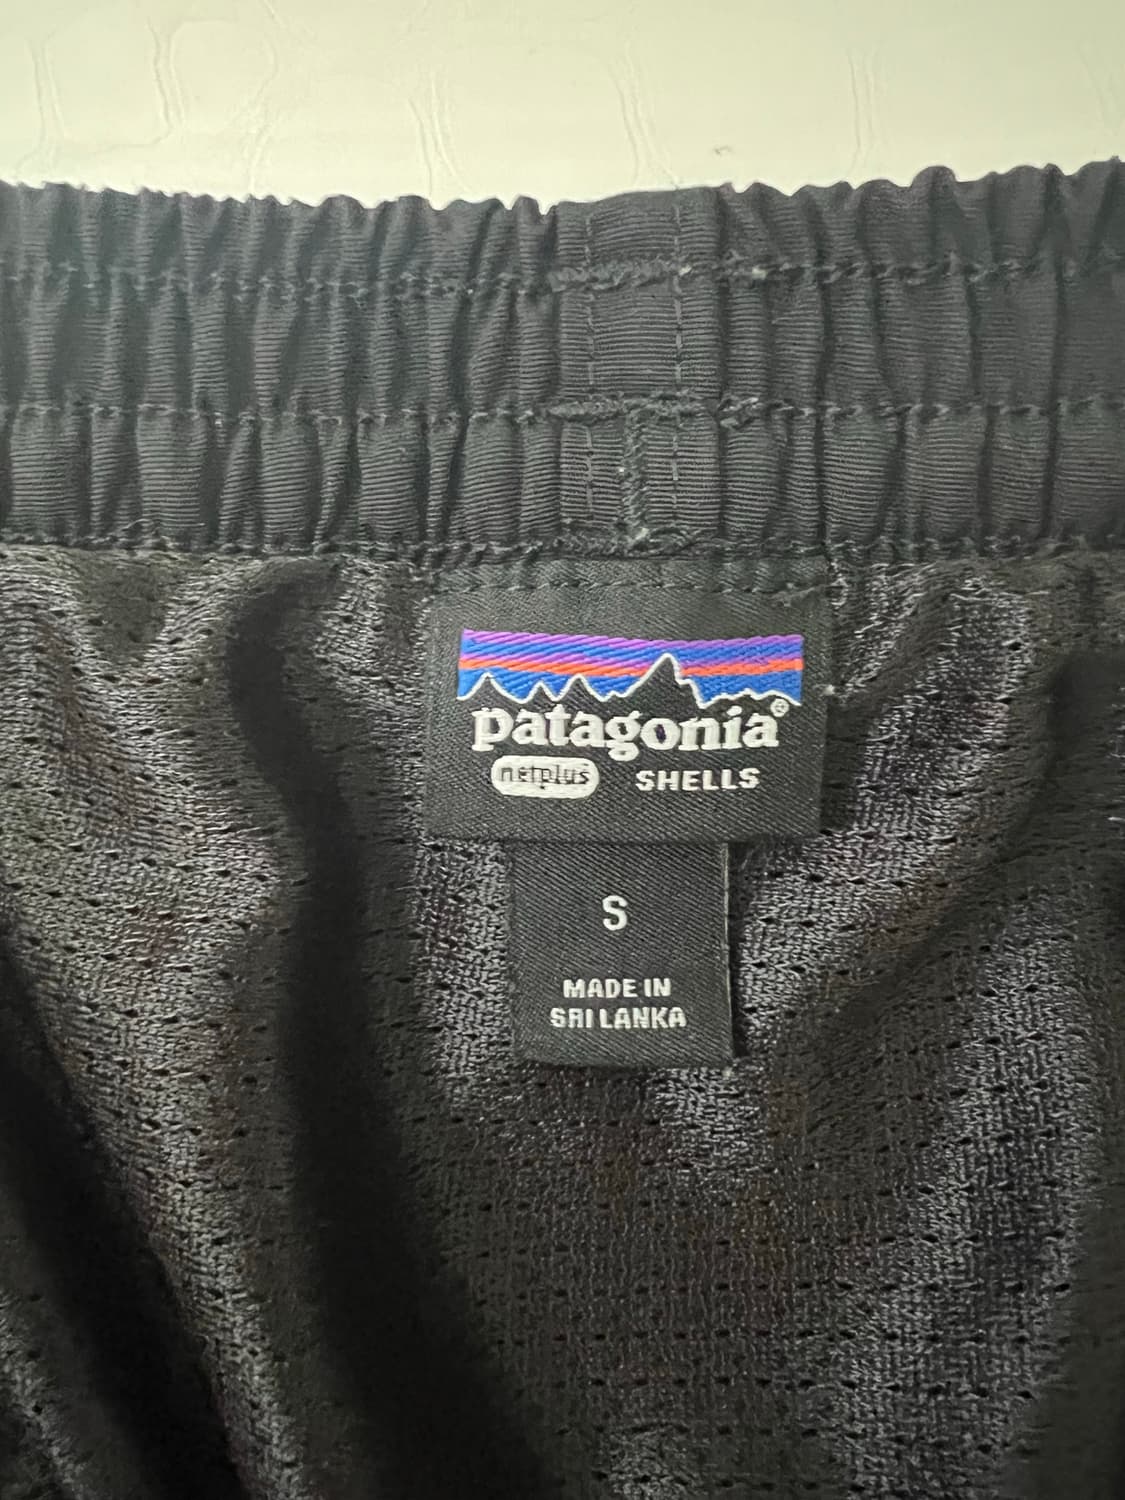 patagonia®
netplus SHELLS
S
MADE IN
SRI LANKA